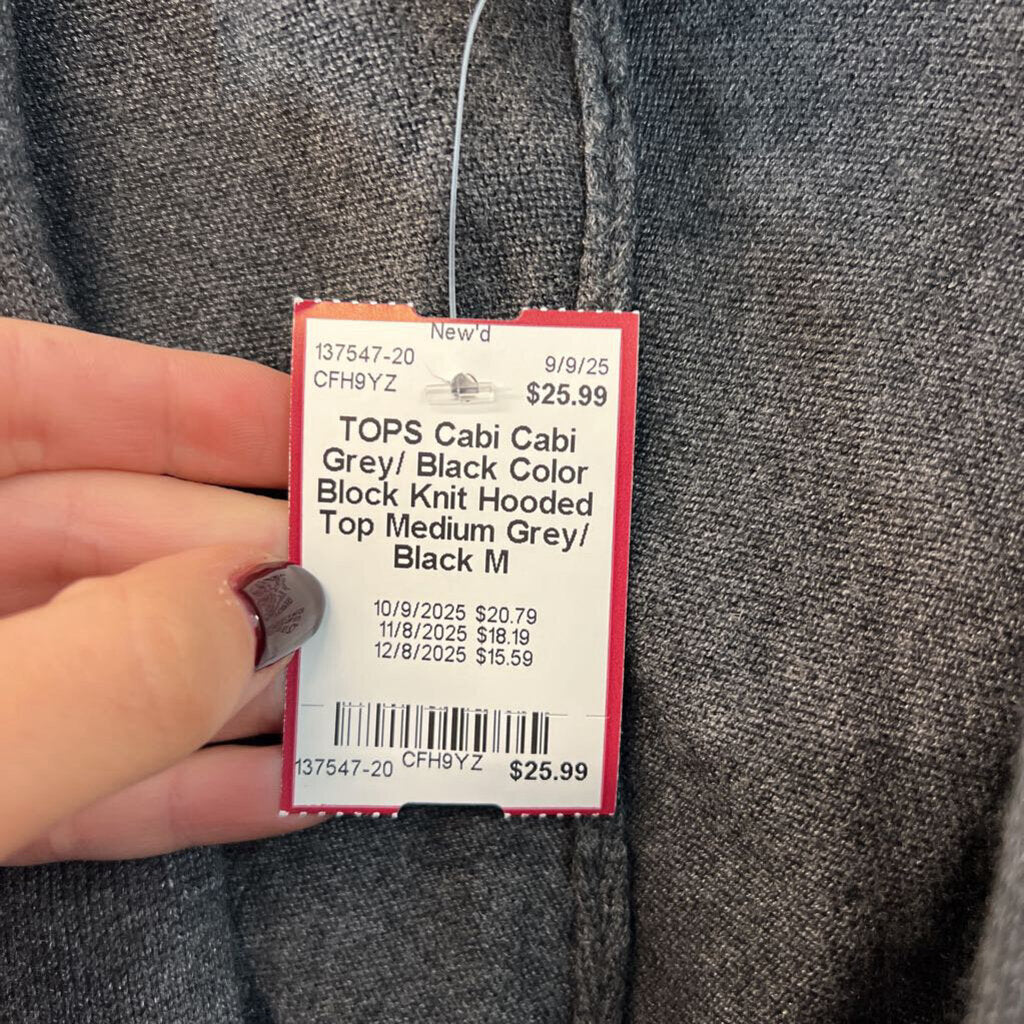 New'd
137547-20 9/9/25
CFH9YZ $25.99
TOPS Cabi Cabi
Grey/ Black Color
Block Knit Hooded
Top Medium Grey/
Black M
10/9/2025 $20.79
11/8/2025 $18.19
12/8/2025 $15.59
137547-20 CFH9YZ $25.99